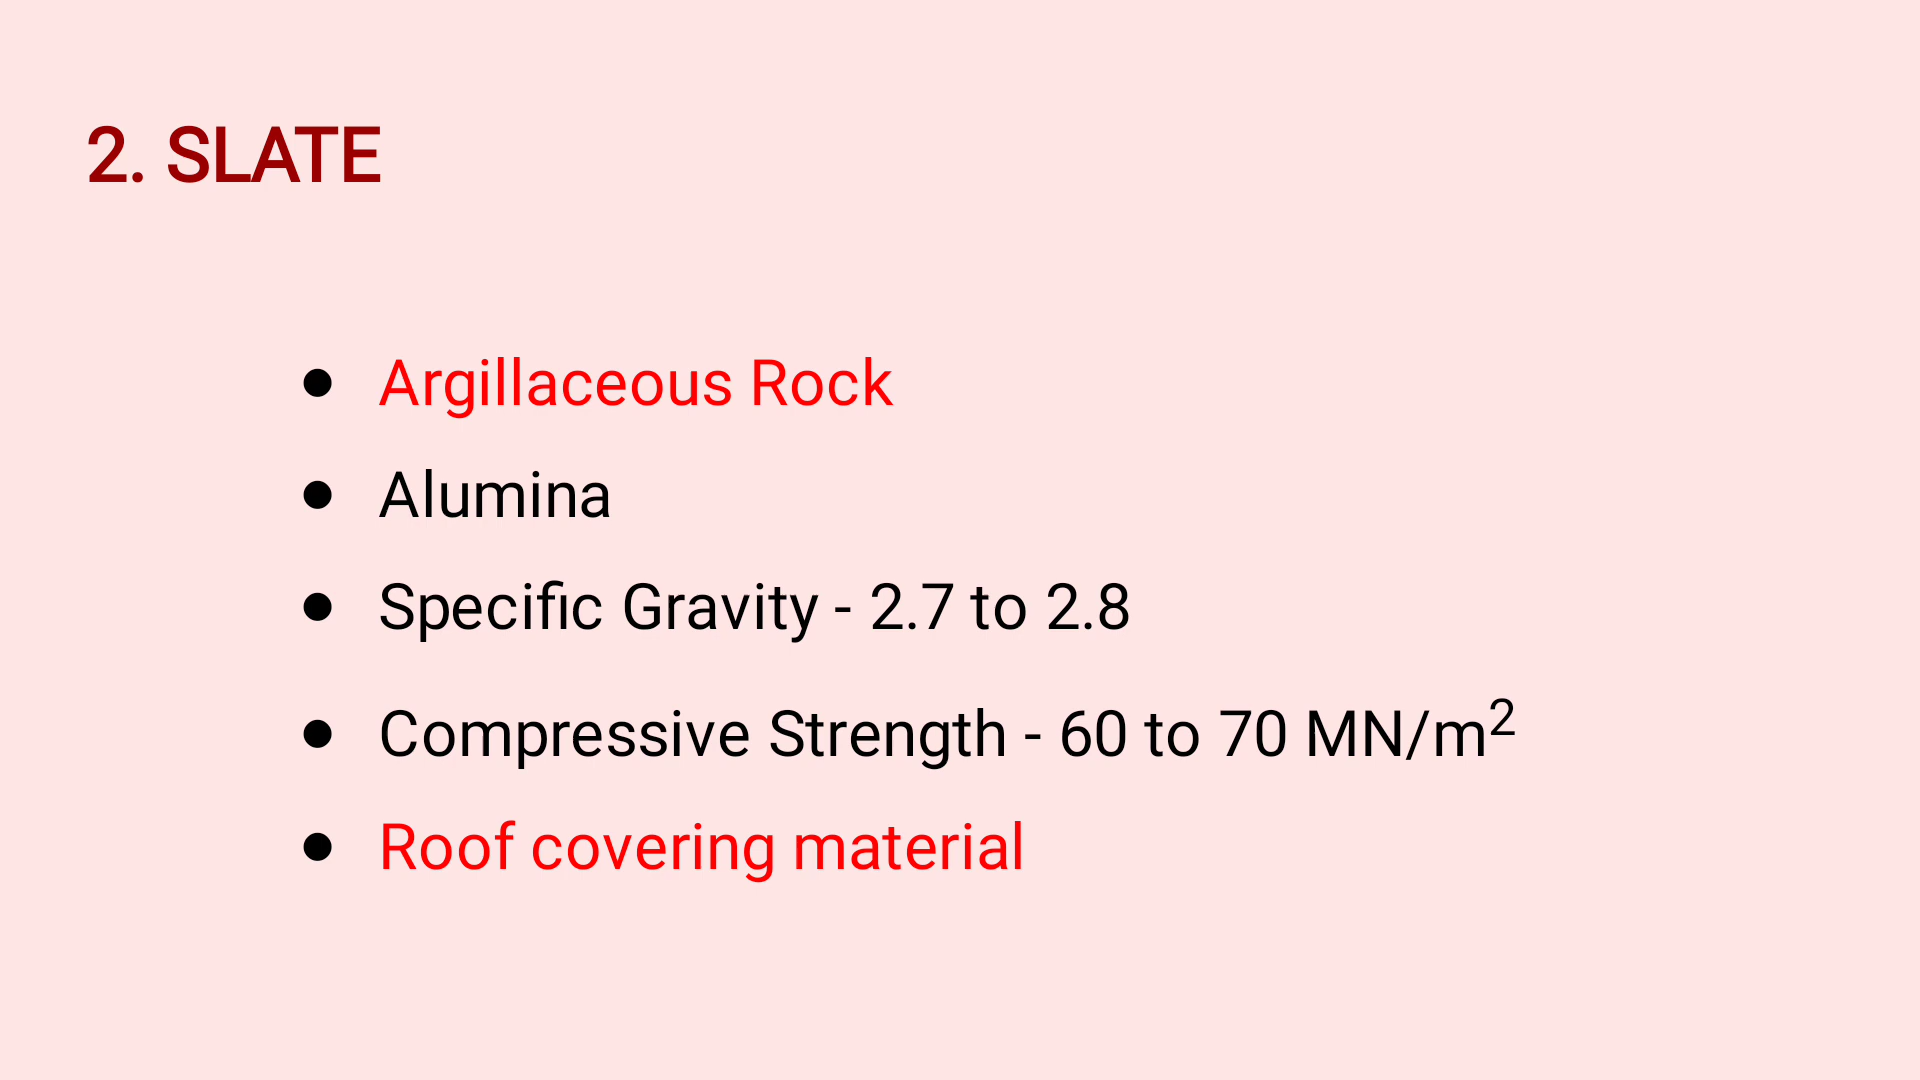 2. SLATE
● Argillaceous Rock
● Alumina
● Specific Gravity - 2.7 to 2.8
● Compressive Strength - 60 to 70 MN/m²
● Roof covering material